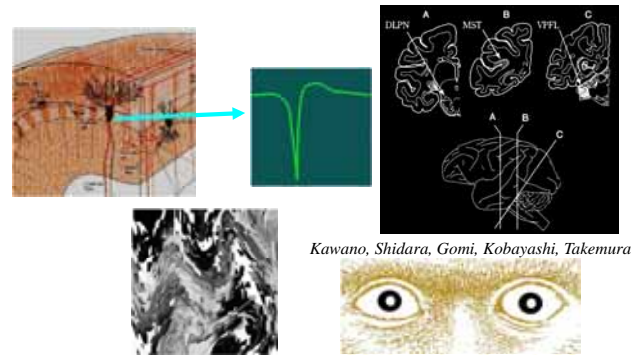 A B C
DLPN MST VPFL
A B
C
Kawano, Shidara, Gomi, Kobayashi, Takemura